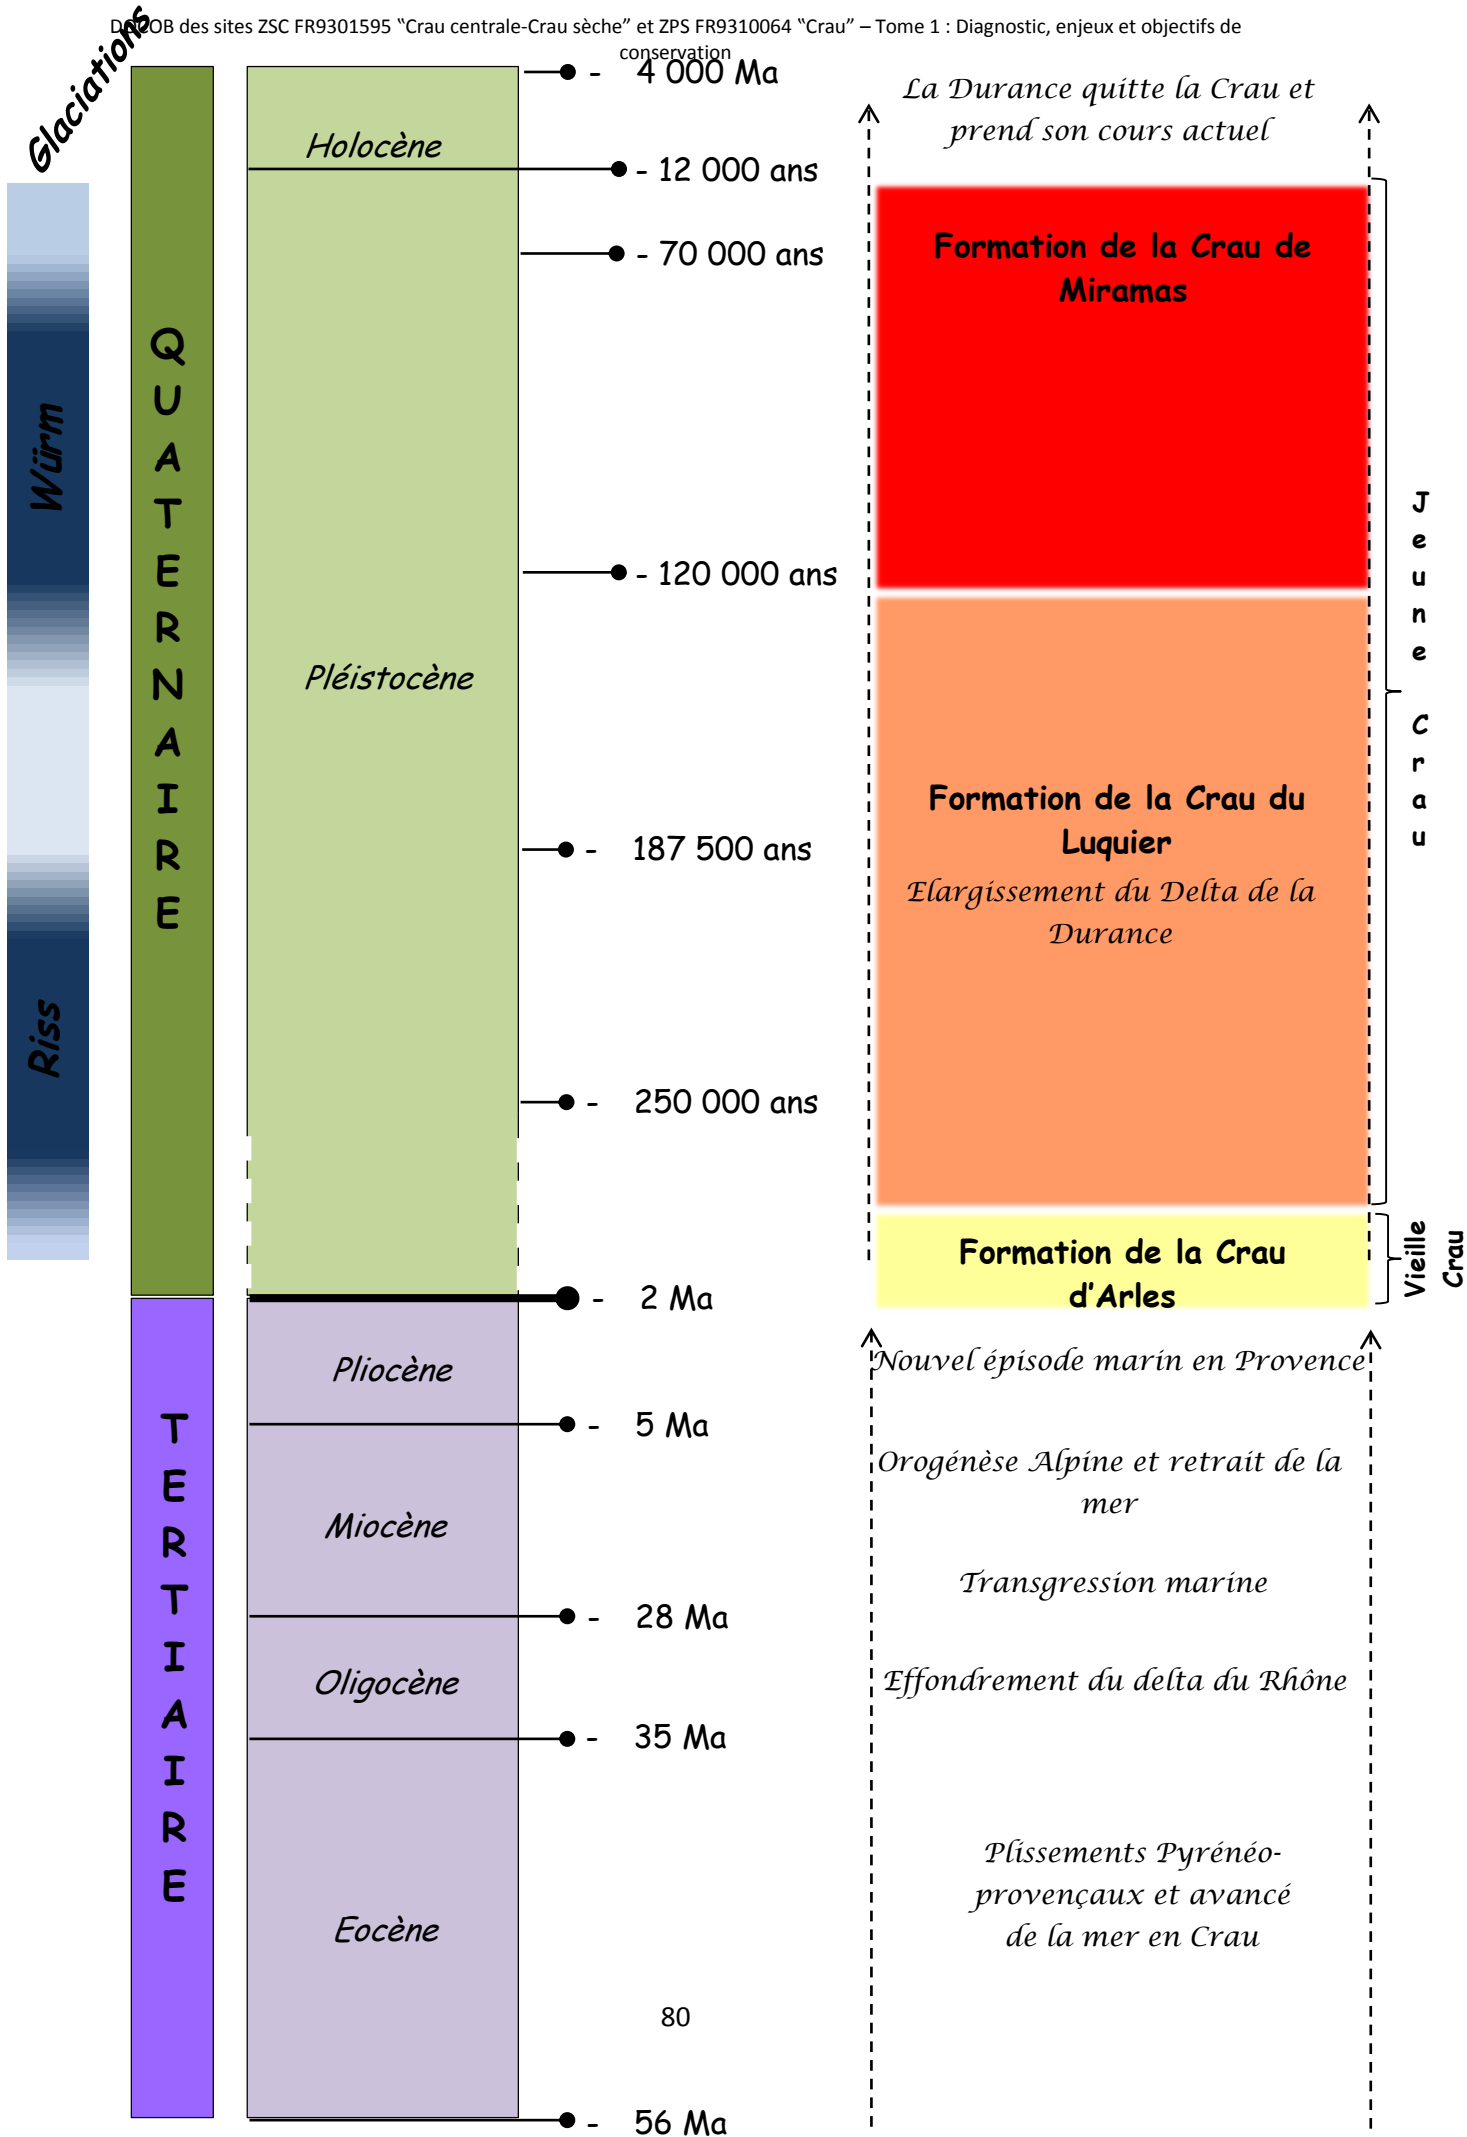 DOCOB des sites ZSC FR9301595 "Crau centrale-Crau sèche" et ZPS FR9310064 "Crau" – Tome 1 : Diagnostic, enjeux et objectifs de
conservation
Glaciations
Würm
Riss
QUATERNAIRE
TERTIAIRE
Holocène
Pléistocène
Pliocène
Miocène
Oligocène
Eocène
- 4 000 Ma
- 12 000 ans
- 70 000 ans
- 120 000 ans
- 187 500 ans
- 250 000 ans
- 2 Ma
- 5 Ma
- 28 Ma
- 35 Ma
- 56 Ma
La Durance quitte la Crau et
prend son cours actuel
Formation de la Crau de
Miramas
Formation de la Crau du
Luquier
Elargissement du Delta de la
Durance
Formation de la Crau
d'Arles
Nouvel épisode marin en Provence
Orogénèse Alpine et retrait de la
mer
Transgression marine
Effondrement du delta du Rhône
Plissements Pyrénéo-
provençaux et avancé
de la mer en Crau
Jeune Crau
Vieille
Crau
80